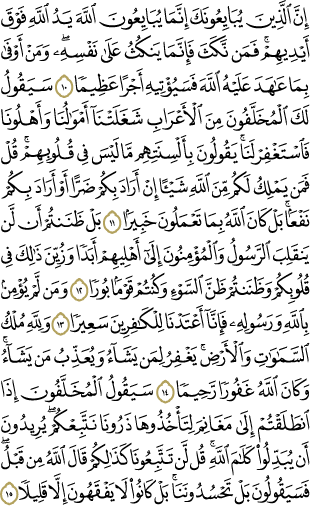 إِنَّ ٱلَّذِينَ يُبَايِعُونَكَ إِنَّمَا يُبَايِعُونَ ٱللَّهَ يَدُ ٱللَّهِ فَوْقَ
أَيْدِيهِمْۚ فَمَن نَّكَثَ فَإِنَّمَا يَنكُثُ عَلَىٰ نَفْسِهِۦۖ وَمَنْ أَوْفَىٰ
بِمَا عَٰهَدَ عَلَيْهُ ٱللَّهَ فَسَيُؤْتِيهِ أَجْرًا عَظِيمًا ١٠ سَيَقُولُ
لَكَ ٱلْمُخَلَّفُونَ مِنَ ٱلْأَعْرَابِ شَغَلَتْنَآ أَمْوَٰلُنَا وَأَهْلُونَا
فَٱسْتَغْفِرْ لَنَاۚ يَقُولُونَ بِأَلْسِنَتِهِم مَّا لَيْسَ فِى قُلُوبِهِمْۚ قُلْ
فَمَن يَمْلِكُ لَكُم مِّنَ ٱللَّهِ شَيْـًٔا إِنْ أَرَادَ بِكُمْ ضَرًّا أَوْ أَرَادَ بِكُمْ
نَفْعًۢاۚ بَلْ كَانَ ٱللَّهُ بِمَا تَعْمَلُونَ خَبِيرًۢا ١١ بَلْ ظَنَنتُمْ أَن لَّن
يَنقَلِبَ ٱلرَّسُولُ وَٱلْمُؤْمِنُونَ إِلَىٰٓ أَهْلِيهِمْ أَبَدًا وَزُيِّنَ ذَٰلِكَ فِى
قُلُوبِكُمْ وَظَنَنتُمْ ظَنَّ ٱلسَّوْءِ وَكُنتُمْ قَوْمًۢا بُورًا ١٢ وَمَن لَّمْ يُؤْمِنۢ
بِٱللَّهِ وَرَسُولِهِۦ فَإِنَّآ أَعْتَدْنَا لِلْكَٰفِرِينَ سَعِيرًا ١٣ وَلِلَّهِ مُلْكُ
ٱلسَّمَٰوَٰتِ وَٱلْأَرْضِۚ يَغْفِرُ لِمَن يَشَآءُ وَيُعَذِّبُ مَن يَشَآءُۚ
وَكَانَ ٱللَّهُ غَفُورًا رَّحِيمًا ١٤ سَيَقُولُ ٱلْمُخَلَّفُونَ إِذَا
ٱنطَلَقْتُمْ إِلَىٰ مَغَانِمَ لِتَأْخُذُوهَا ذَرُونَا نَتَّبِعْكُمْۖ يُرِيدُونَ
أَن يُبَدِّلُوا۟ كَلَٰمَ ٱللَّهِۚ قُل لَّن تَتَّبِعُونَا كَذَٰلِكُمْ قَالَ ٱللَّهُ مِن قَبْلُۖ
فَسَيَقُولُونَ بَلْ تَحْسُدُونَنَاۚ بَلْ كَانُوا۟ لَا يَفْقَهُونَ إِلَّا قَلِيلًا ١٥